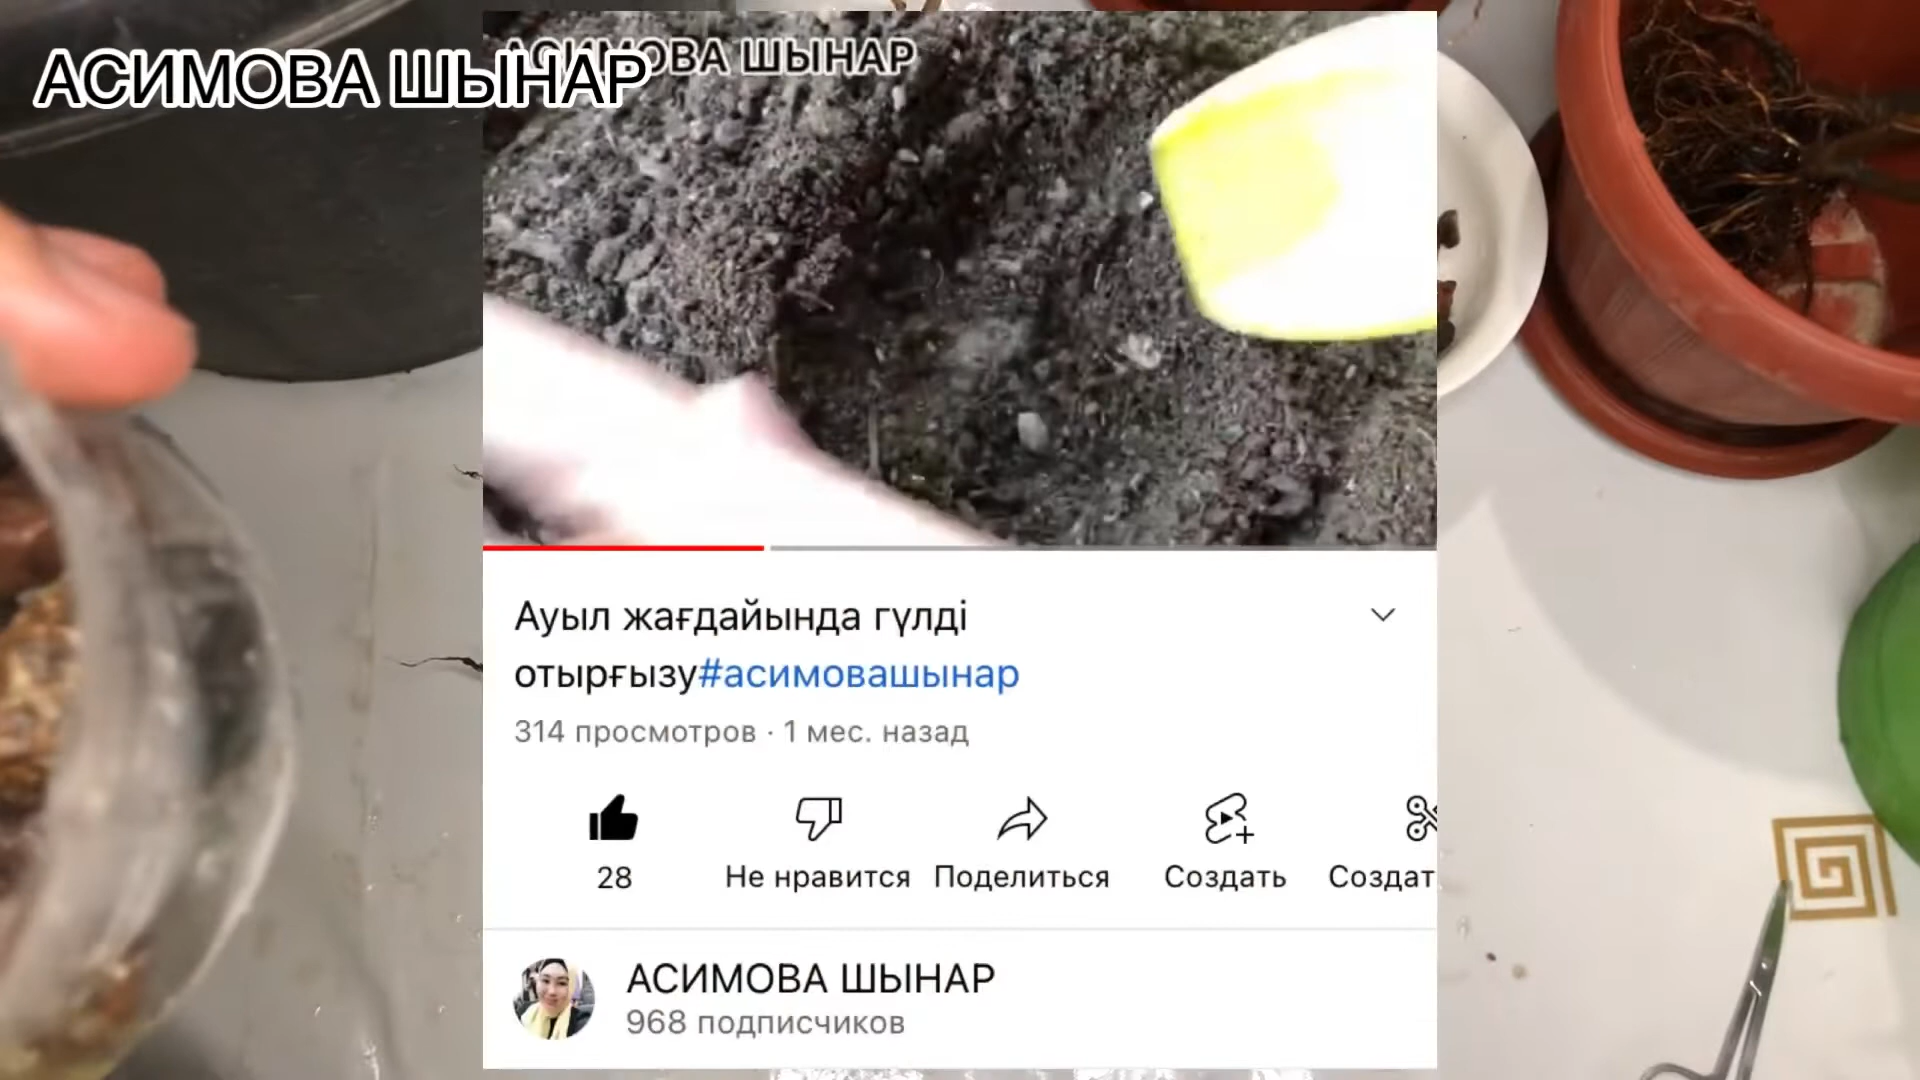 АСИМОВА ШЫНАР
АСИМОВА ШЫНАР
Ауыл жағдайында гүлді
отырғызу#асимовашынар
314 просмотров · 1 мес. назад
28
Не нравится
Поделиться
Создать
Создат
АСИМОВА ШЫНАР
968 подписчиков